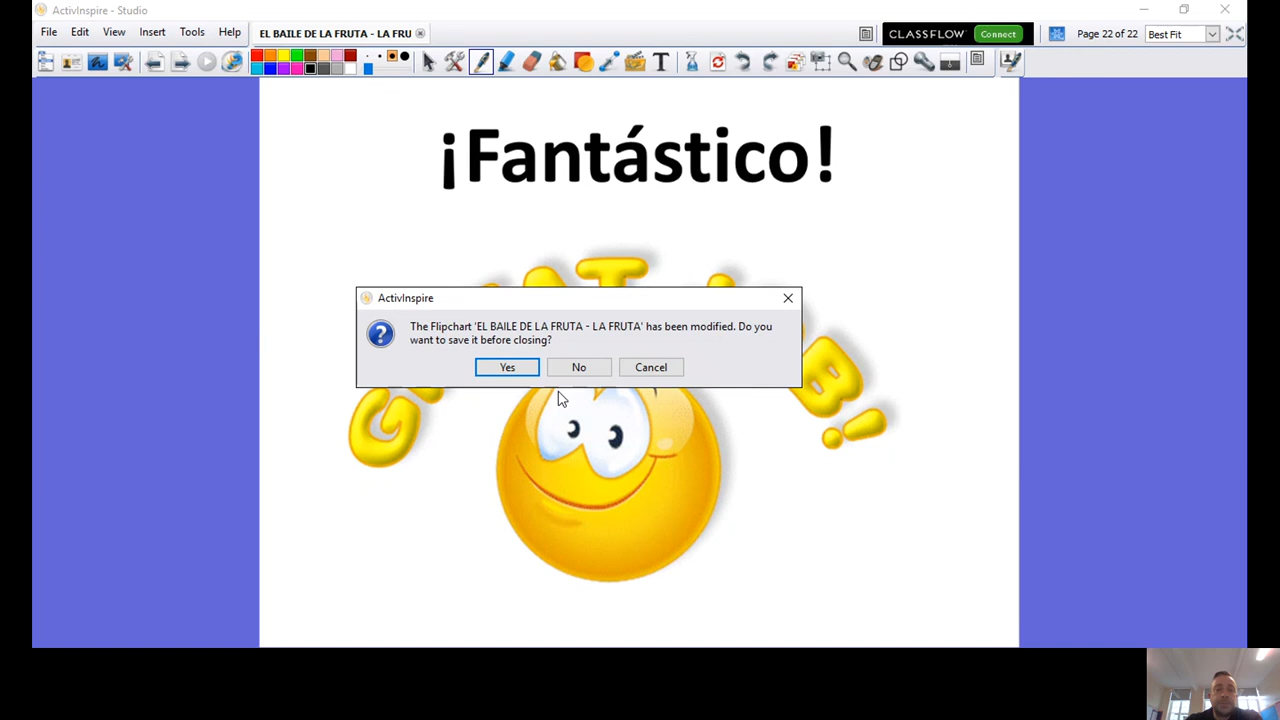 ActivInspire - Studio
File Edit View Insert Tools Help
EL BAILE DE LA FRUTA - LA FRU
CLASSFLOW Connect
Page 22 of 22
Best Fit
¡Fantástico!
ActivInspire
The Flipchart 'EL BAILE DE LA FRUTA - LA FRUTA' has been modified. Do you
want to save it before closing?
Yes No Cancel